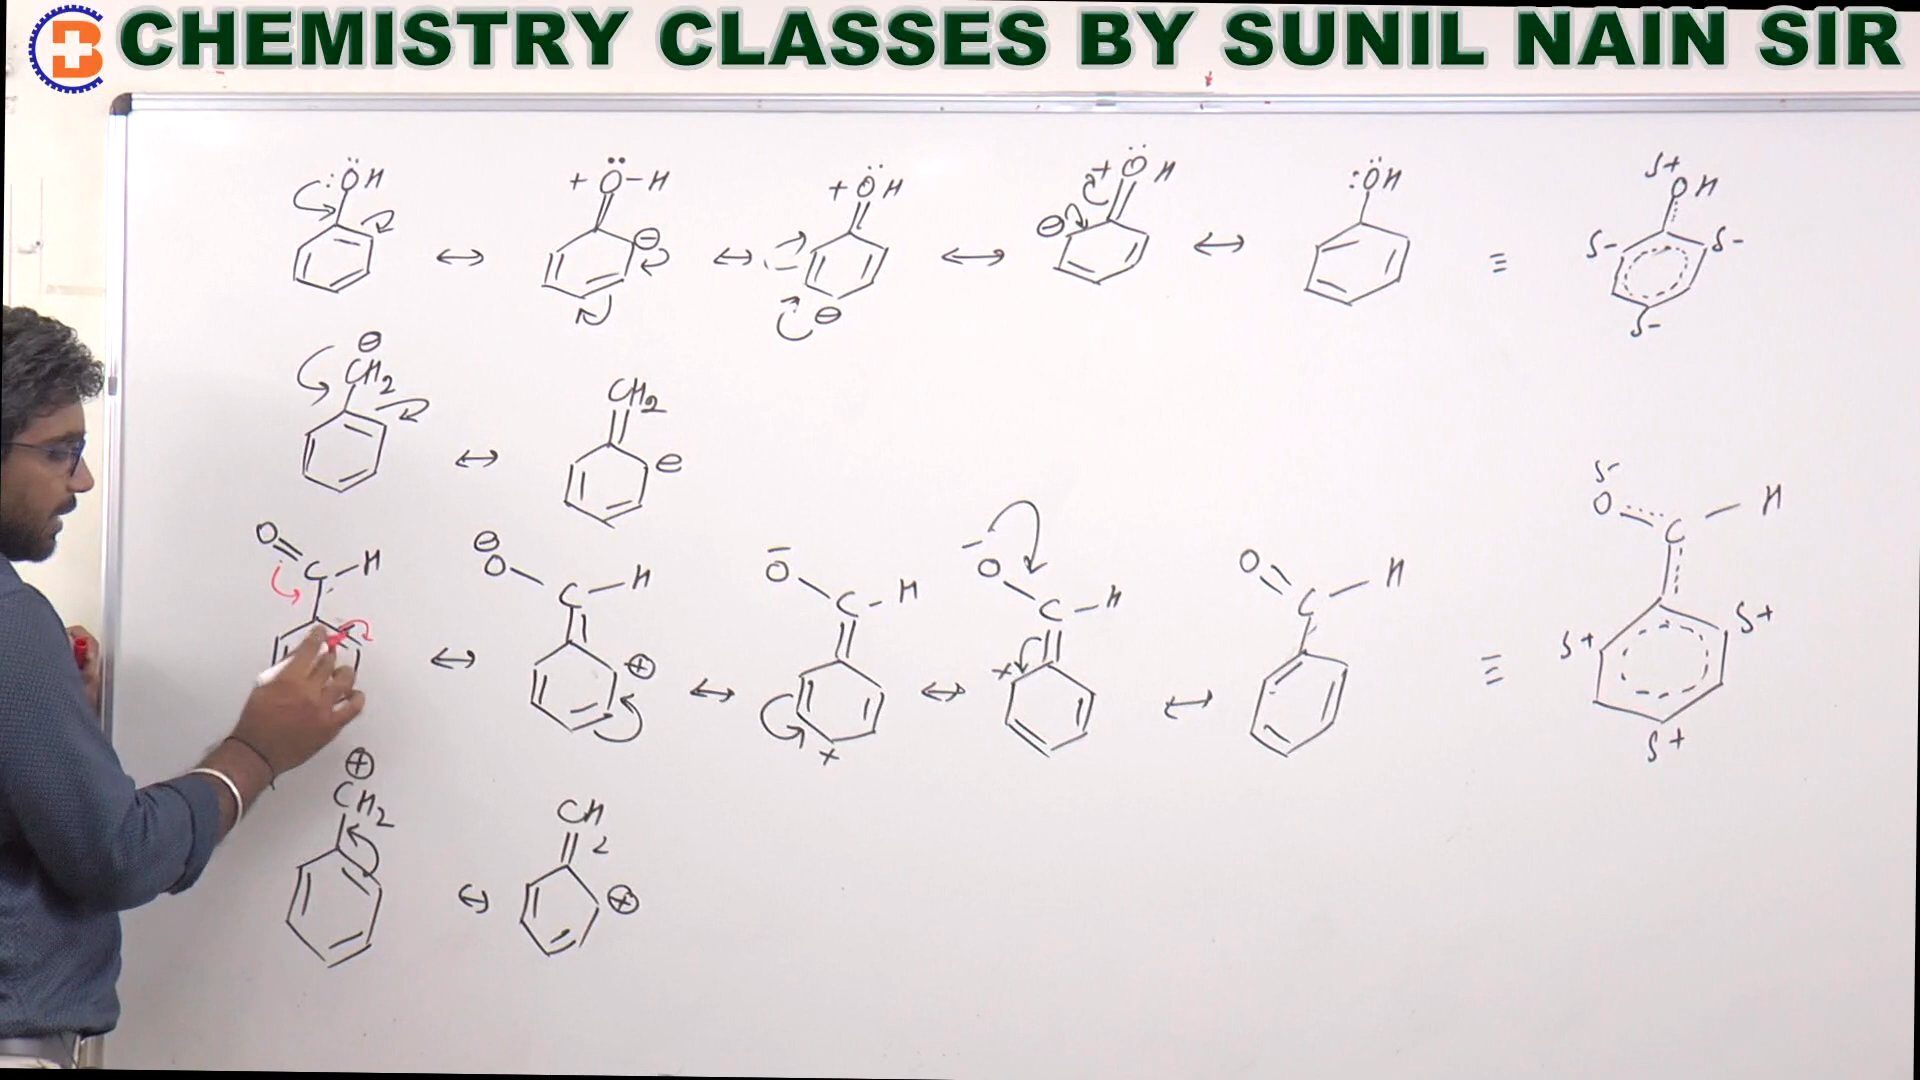 B
CHEMISTRY CLASSES BY SUNIL NAIN SIR
:ÖH
+ Ö-H
+ ÖH
+ ÖH
:ÖH
δ+
OH
⊖
⊖
δ- δ-
↔ ↔ ↔ ↔ ≡
⊖
δ-
⊖
CH2
CH2
↔
⊖
δ-
O
C
H
O
C - H
⊖
O
C - H
-
O
C - H
-
O
C - H
O
C - H
↔ ⊕ ↔ ↔ + ↔ ≡
δ+ δ+
+
δ+
⊕
CH2
CH2
↔
⊕